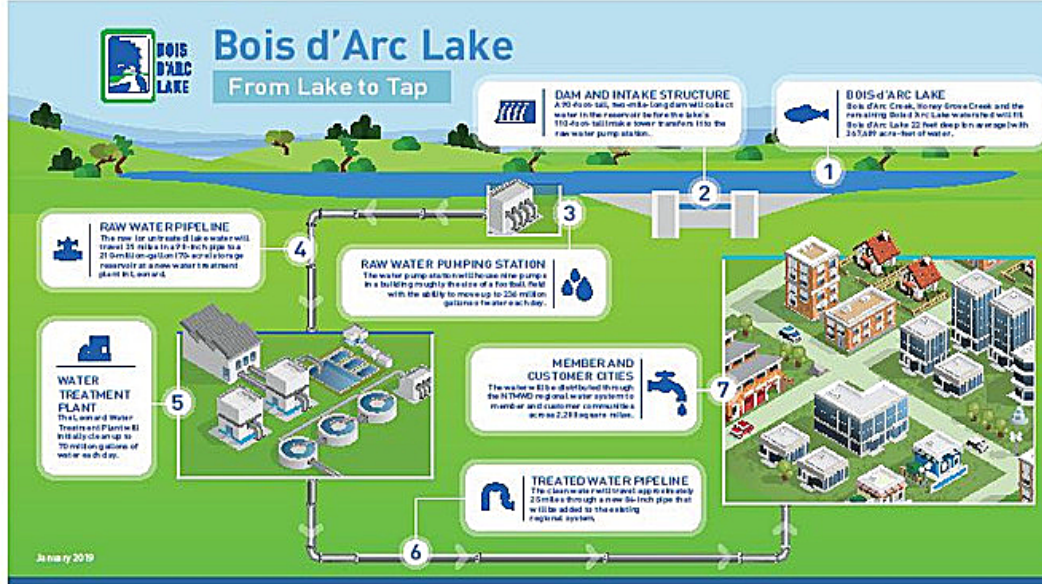 BOIS
D'ARC
LAKE
Bois d'Arc Lake
From Lake to Tap
BOIS d'ARC LAKE
Bois d'Arc Creek, Honey Grove Creek and the
remaining Bois d'Arc Lake watershed will fill
Bois d'Arc Lake 22 feet deep (on average) with
367,609 acre-feet of water.
1
DAM AND INTAKE STRUCTURE
A 90-foot-tall, two-mile-long dam will collect
water in the reservoir before the lake's
110-foot-tall intake tower transfers it to the
raw water pump station.
2
3
RAW WATER PUMPING STATION
The water pump station will house nine pumps
in a building roughly the size of a football field
with the ability to move up to 236 million
gallons of water each day.
RAW WATER PIPELINE
The raw (or untreated) lake water will
travel 35 miles in a 90-inch pipe to a
210-million-gallon (70-acre) storage
reservoir at a new water treatment
plant in Leonard.
4
WATER
TREATMENT
PLANT
The Leonard Water
Treatment Plant will
initially clean up to
70 million gallons of
water each day.
5
TREATED WATER PIPELINE
The clean water will travel approximately
25 miles through a new 84-inch pipe that
will be added to the existing
regional system.
6
MEMBER AND
CUSTOMER CITIES
The water will be distributed through
the NTMWD regional water system to
member and customer communities
across 2,200 square miles.
7
January 2019